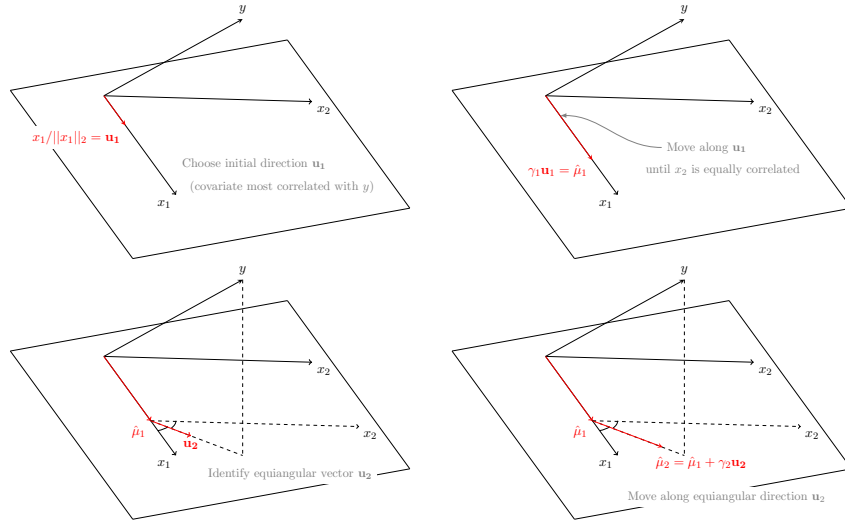 y
x₂
x₁/||x₁||₂ = u₁
Choose initial direction u₁
(covariate most correlated with y)
x₁
y
x₂
Move along u₁
until x₂ is equally correlated
γ₁u₁ = μ̂₁
x₁
y
x₂
μ̂₁
u₂
x₂
x₁
Identify equiangular vector u₂
y
x₂
μ̂₁
x₂
x₁
μ̂₂ = μ̂₁ + γ₂u₂
Move along equiangular direction u₂